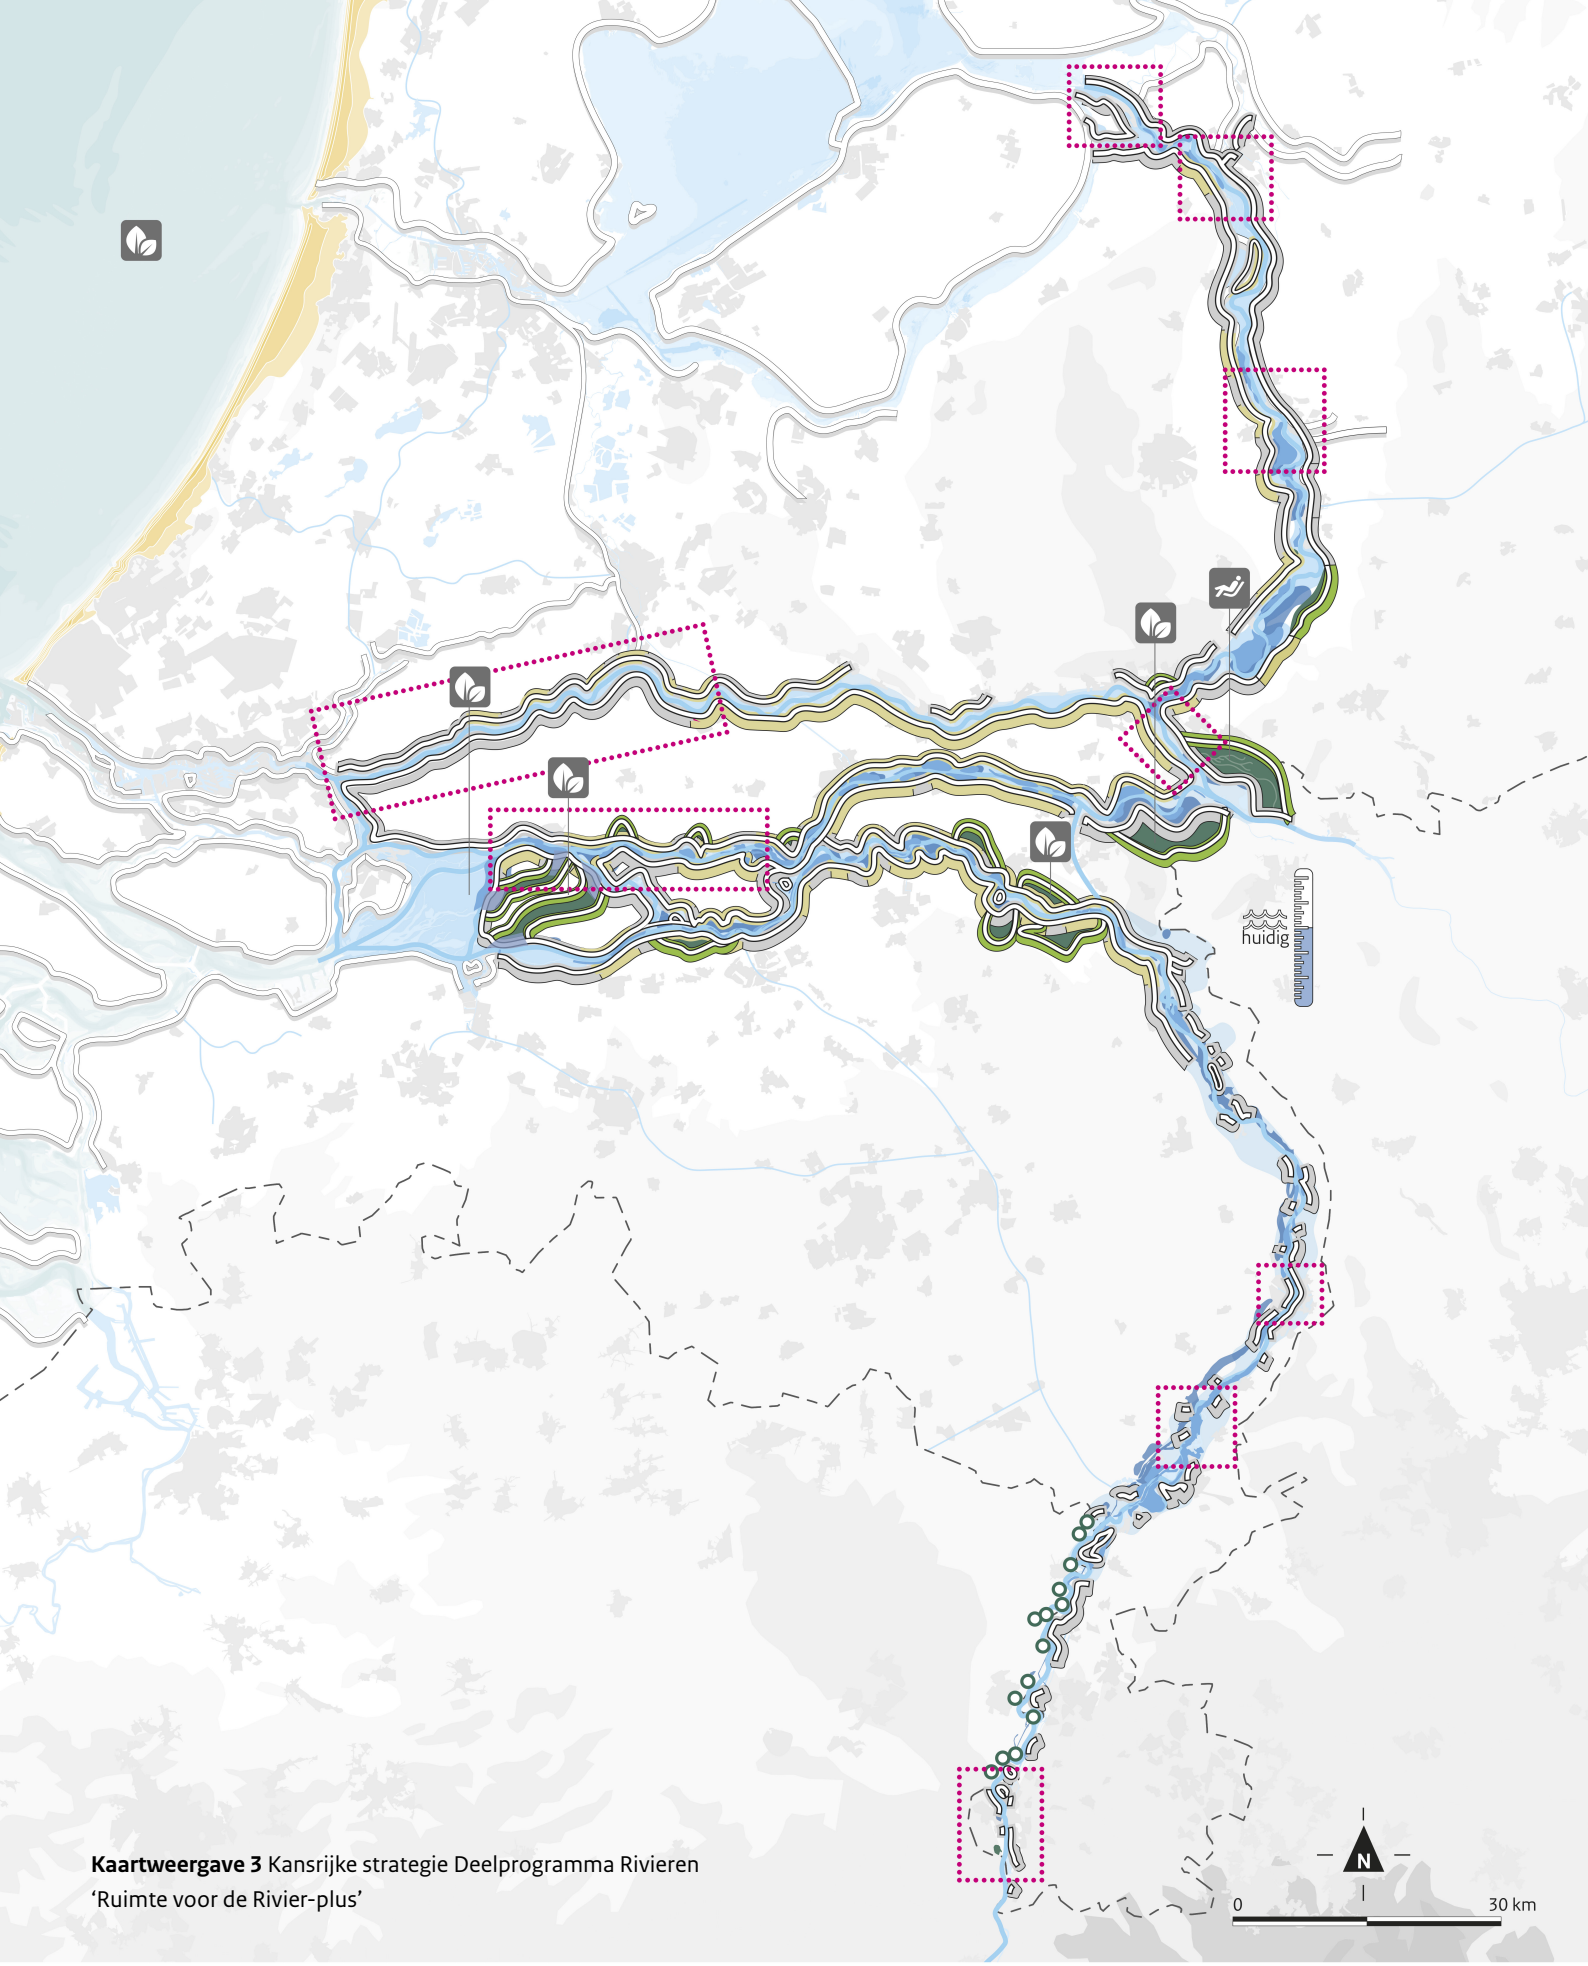 huidig
Kaartweergave 3 Kansrijke strategie Deelprogramma Rivieren
‘Ruimte voor de Rivier-plus’
N
0 30 km